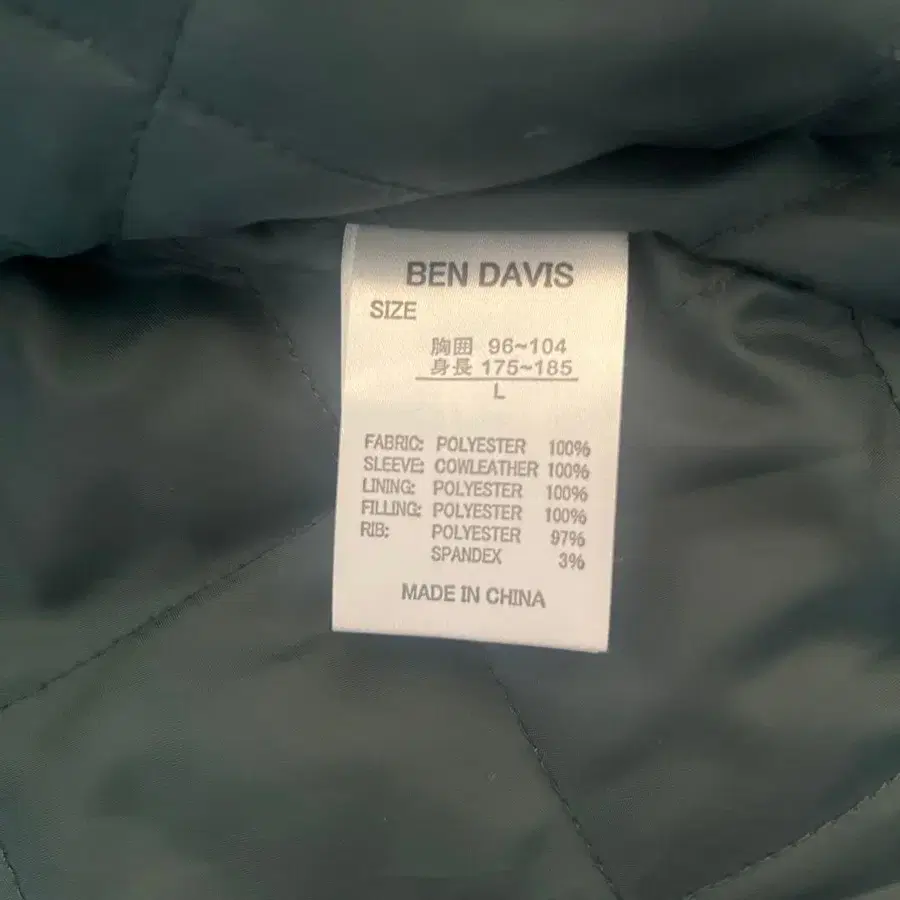 BEN DAVIS
SIZE
胸囲 96~104
身長 175~185
L
FABRIC: POLYESTER 100%
SLEEVE: COWLEATHER 100%
LINING: POLYESTER 100%
FILLING: POLYESTER 100%
RIB: POLYESTER 97%
SPANDEX 3%
MADE IN CHINA